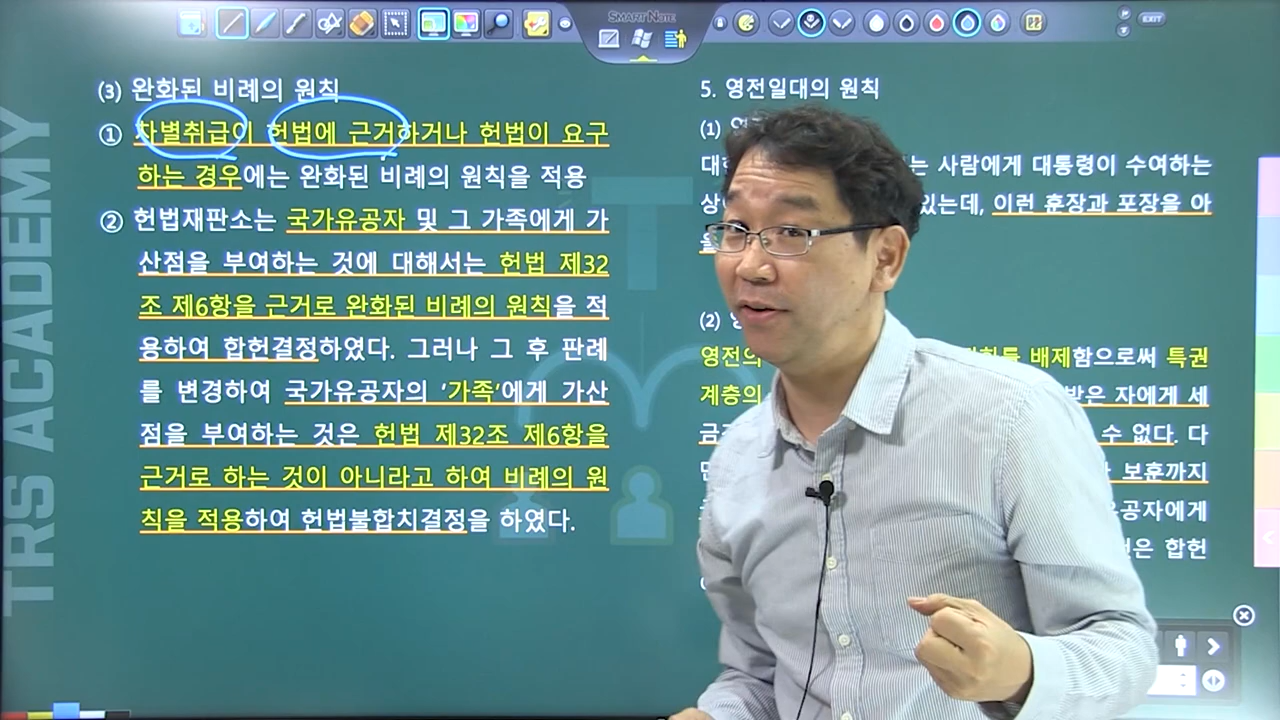 SMART NOTE
EXIT
TRS ACADEMY
(3) 완화된 비례의 원칙
① 차별취급이 헌법에 근거하거나 헌법이 요구
하는 경우에는 완화된 비례의 원칙을 적용
② 헌법재판소는 국가유공자 및 그 가족에게 가
산점을 부여하는 것에 대해서는 헌법 제32
조 제6항을 근거로 완화된 비례의 원칙을 적
용하여 합헌결정하였다. 그러나 그 후 판례
를 변경하여 국가유공자의 ‘가족’에게 가산
점을 부여하는 것은 헌법 제32조 제6항을
근거로 하는 것이 아니라고 하여 비례의 원
칙을 적용하여 헌법불합치결정을 하였다.
5. 영전일대의 원칙
(1)
사람에게 대통령이 수여하는
있는데, 이런 훈장과 포장을 아
(2)
영전의 배제함으로써 특권
계층의 받은 자에게 세
수 없다. 다
보훈까지
합헌